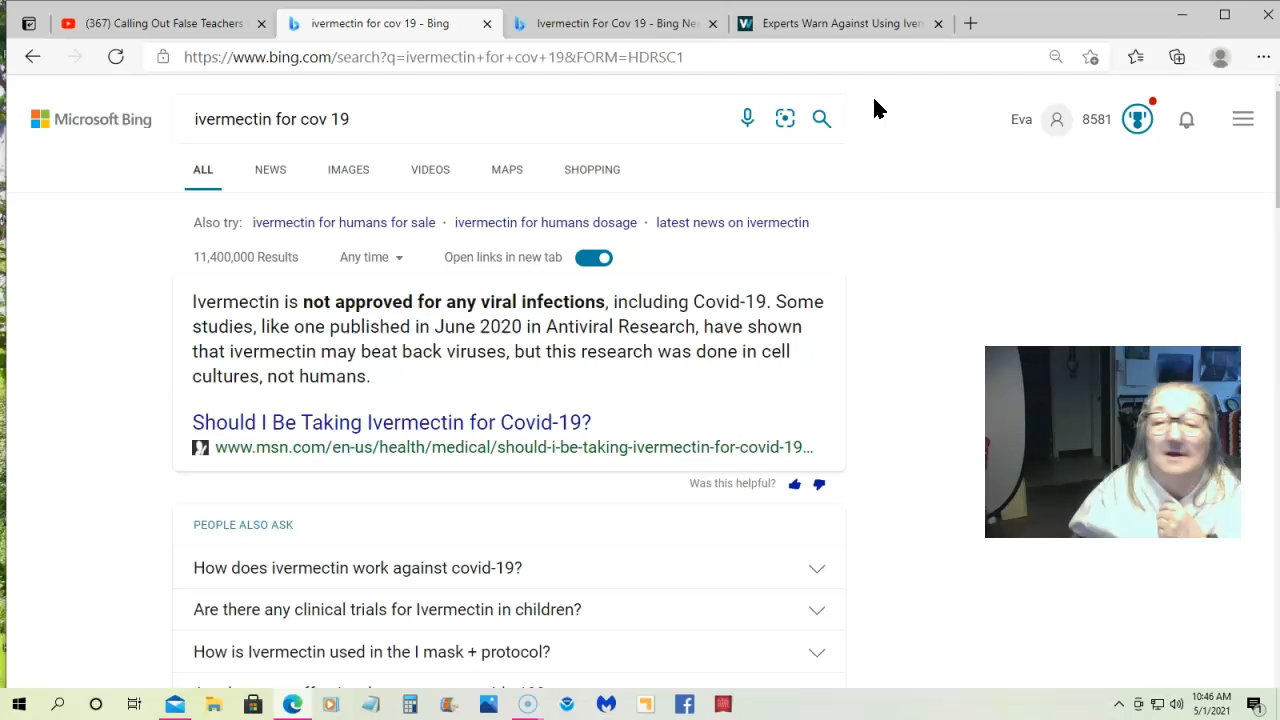 (367) Calling Out False Teachers
ivermectin for cov 19 - Bing
Ivermectin For Cov 19 - Bing Ne
Experts Warn Against Using Iver
https://www.bing.com/search?q=ivermectin+for+cov+19&FORM=HDRSC1
Microsoft Bing
ivermectin for cov 19
Eva
8581
ALL
NEWS
IMAGES
VIDEOS
MAPS
SHOPPING
Also try: ivermectin for humans for sale · ivermectin for humans dosage · latest news on ivermectin
11,400,000 Results
Any time
Open links in new tab
Ivermectin is not approved for any viral infections, including Covid-19. Some
studies, like one published in June 2020 in Antiviral Research, have shown
that ivermectin may beat back viruses, but this research was done in cell
cultures, not humans.
Should I Be Taking Ivermectin for Covid-19?
www.msn.com/en-us/health/medical/should-i-be-taking-ivermectin-for-covid-19…
Was this helpful?
PEOPLE ALSO ASK
How does ivermectin work against covid-19?
Are there any clinical trials for Ivermectin in children?
How is Ivermectin used in the I mask + protocol?
10:46 AM
5/1/2021